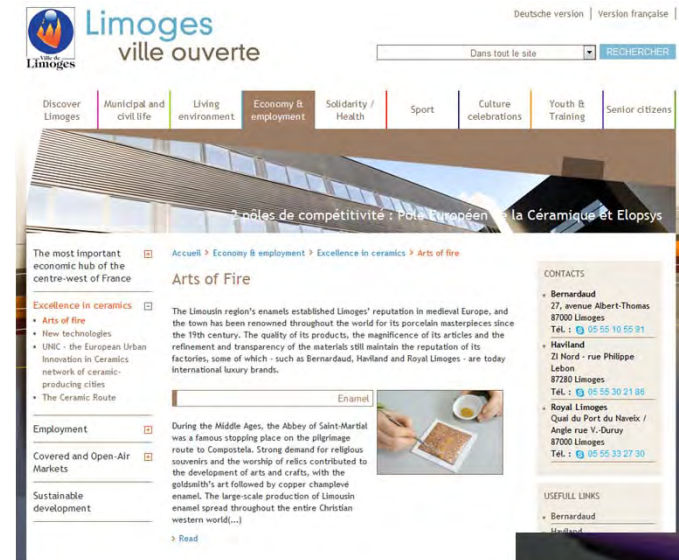 Deutsche version | Version française |
Limoges
ville ouverte
Ville de
Limoges
Dans tout le site
RECHERCHER
Discover
Limoges
Municipal and
civil life
Living
environment
Economy &
employment
Solidarity /
Health
Sport
Culture
celebrations
Youth &
Training
Senior citizens
2 pôles de compétitivité : Pôle Européen de la Céramique et Elopsys
The most important
economic hub of the
centre-west of France
Excellence in ceramics
• Arts of fire
• New technologies
• UNIC - the European Urban
Innovation in Ceramics
network of ceramic-
producing cities
• The Ceramic Route
Employment
Covered and Open-Air
Markets
Sustainable
development
Accueil > Economy & employment > Excellence in ceramics > Arts of fire
Arts of Fire
The Limousin region's enamels established Limoges' reputation in medieval Europe, and
the town has been renowned throughout the world for its porcelain masterpieces since
the 19th century. The quality of its products, the magnificence of its articles and the
refinement and transparency of the materials still maintain the reputation of its
factories, some of which - such as Bernardaud, Haviland and Royal Limoges - are today
international luxury brands.
Enamel
During the Middle Ages, the Abbey of Saint-Martial
was a famous stopping place on the pilgrimage
route to Compostela. Strong demand for religious
souvenirs and the worship of relics contributed to
the development of arts and crafts, with the
goldsmith's art followed by copper champlevé
enamel. The large-scale production of Limousin
enamel spread throughout the entire Christian
western world(...)
> Read
CONTACTS
• Bernardaud
27, avenue Albert-Thomas
87000 Limoges
Tél. : 05 55 10 55 91
• Haviland
ZI Nord - rue Philippe
Lebon
87280 Limoges
Tél. : 05 55 30 21 86
• Royal Limoges
Quai du Port du Naveix /
Angle rue V.-Duruy
87000 Limoges
Tél. : 05 55 33 27 30
USEFULL LINKS
• Bernardaud
Haviland